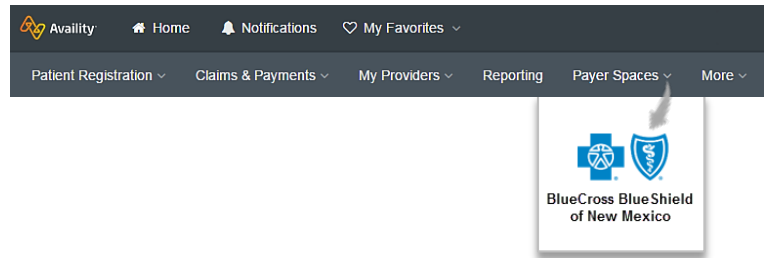 Availity Home Notifications My Favorites
Patient Registration Claims & Payments My Providers Reporting Payer Spaces More
BlueCross BlueShield
of New Mexico